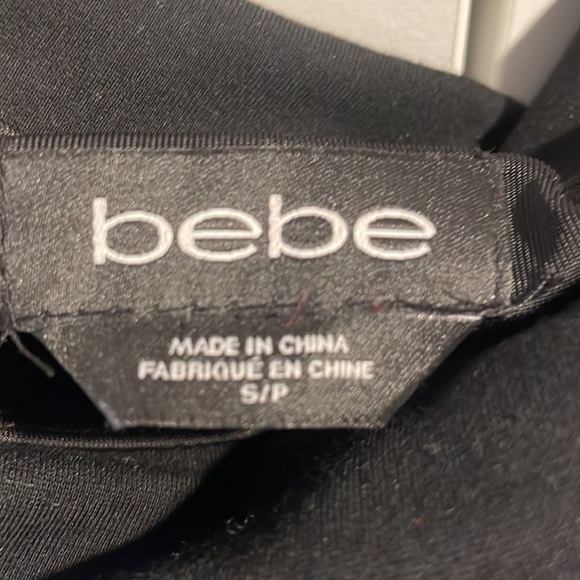 bebe
MADE IN CHINA
FABRIQUÉ EN CHINE
S/P